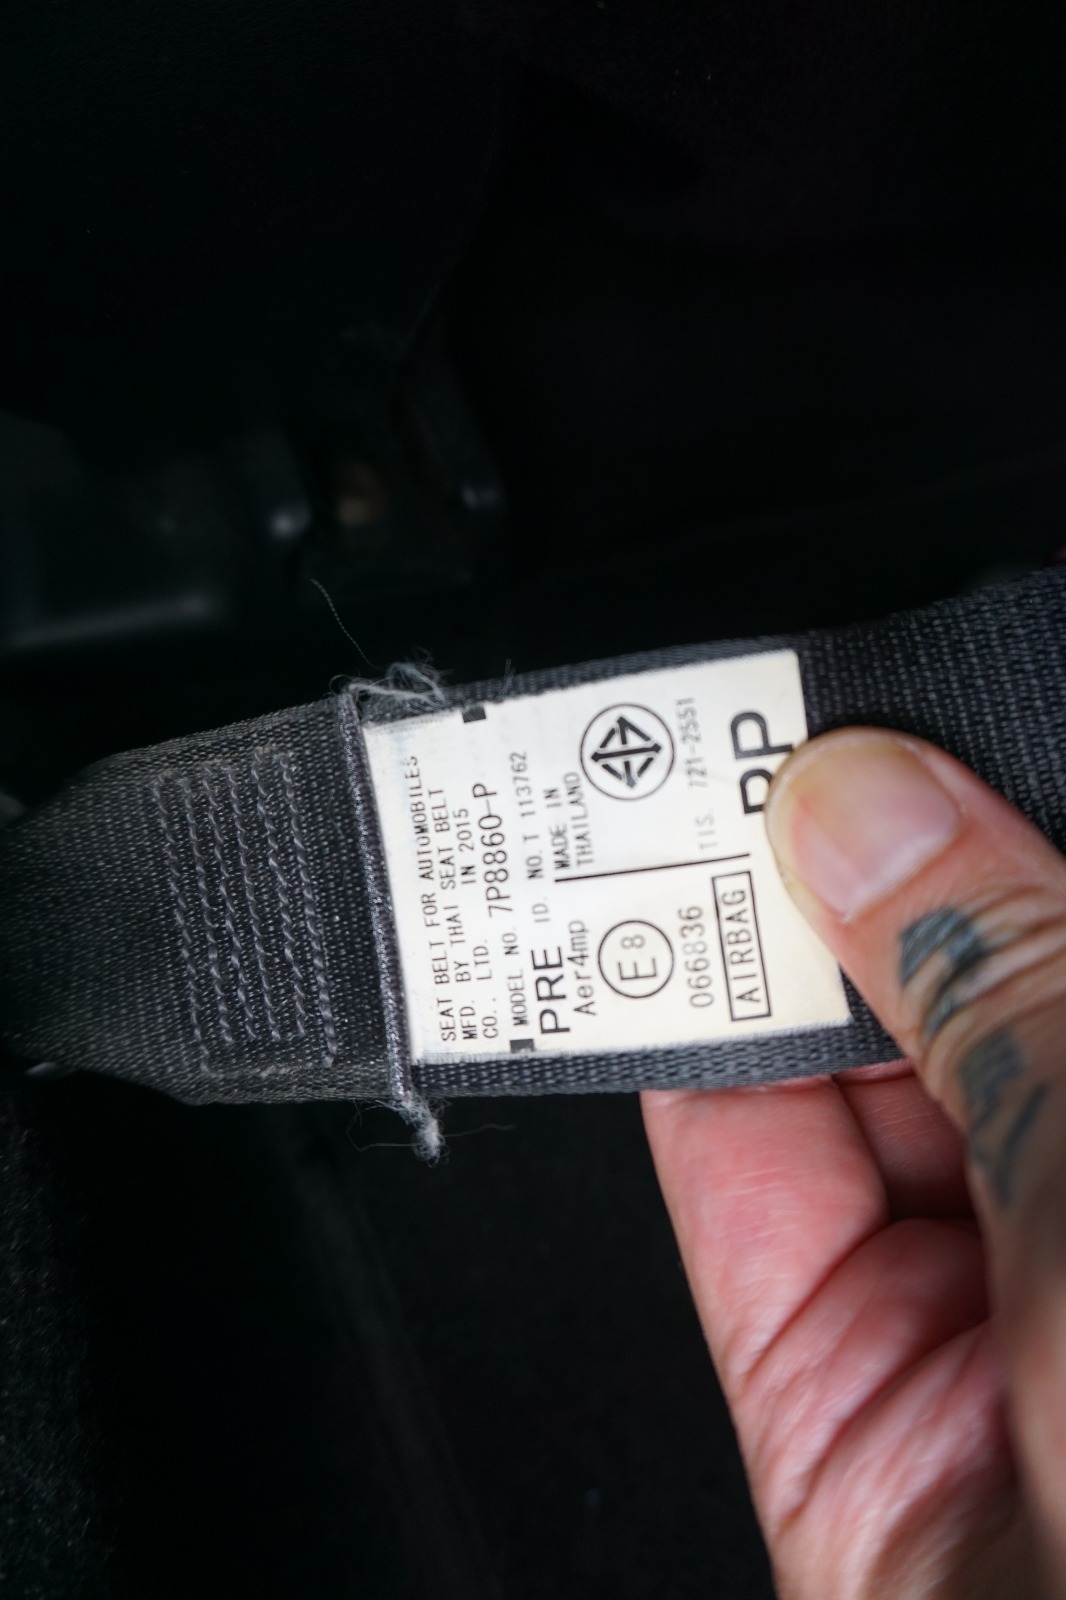 SEAT BELT FOR AUTOMOBILES
MFD. BY THAI SEAT BELT
CO., LTD. IN 2015
MODEL NO. 7P8860-P
PRE ID. NO. T 113762
Aer4mp
MADE IN
THAILAND
E8
066836
TIS. 721-2551
AIRBAG
PP